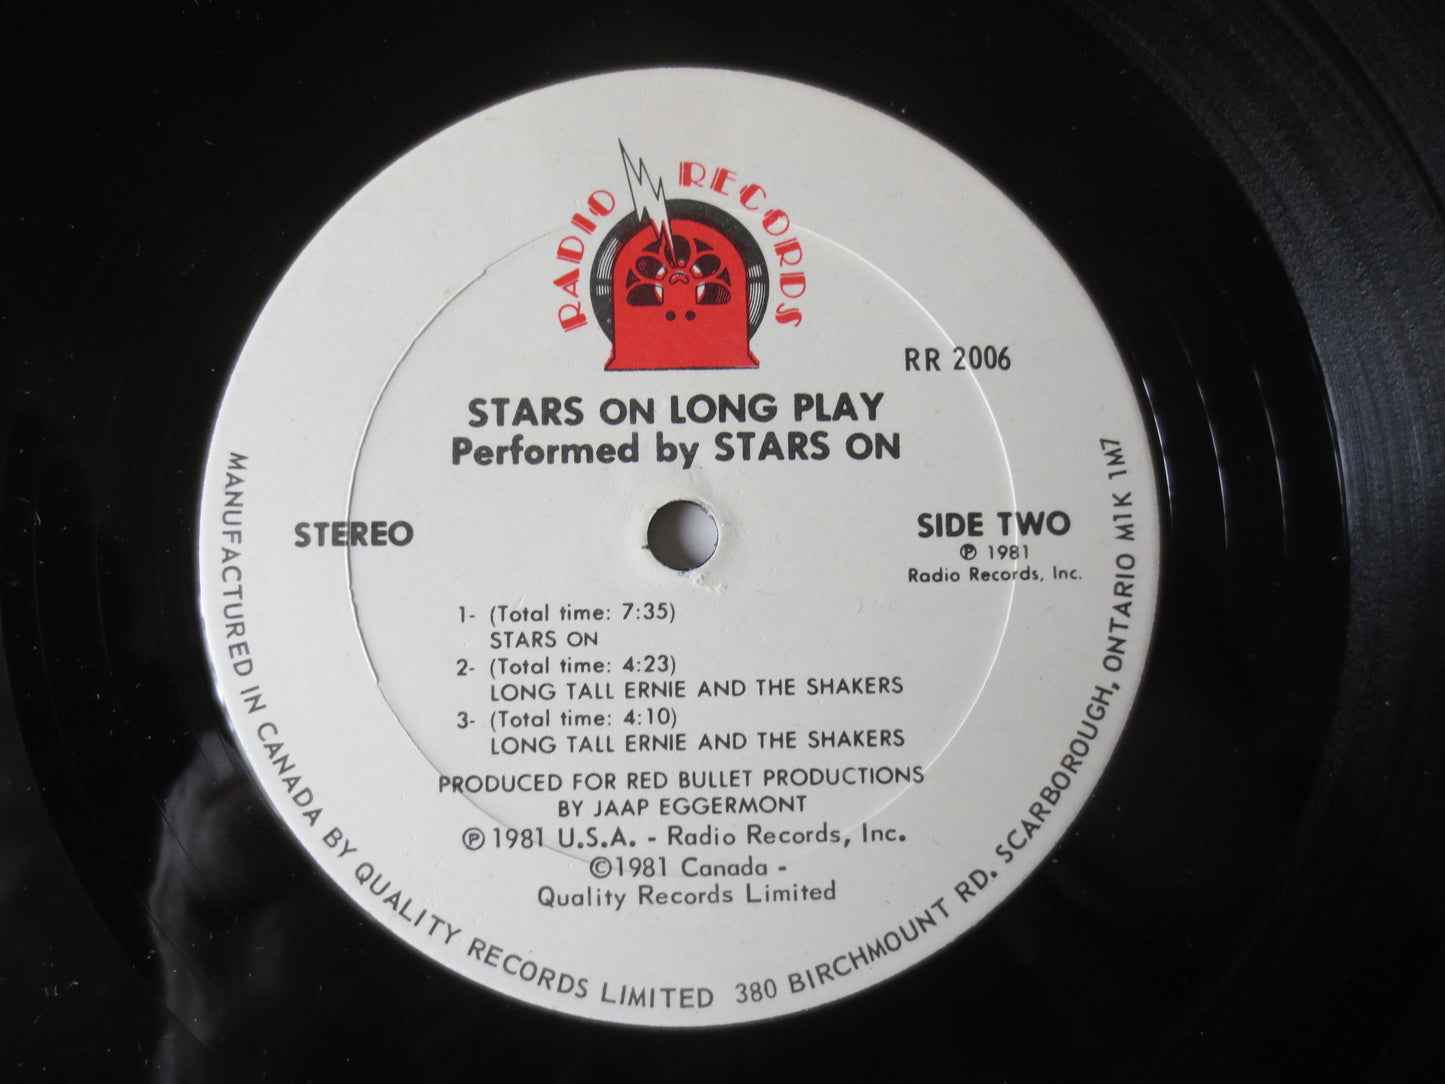 RADIO RECORDS
RR 2006
STARS ON LONG PLAY
Performed by STARS ON
STEREO
SIDE TWO
℗ 1981
Radio Records, Inc.
1- (Total time: 7:35)
STARS ON
2- (Total time: 4:23)
LONG TALL ERNIE AND THE SHAKERS
3- (Total time: 4:10)
LONG TALL ERNIE AND THE SHAKERS
PRODUCED FOR RED BULLET PRODUCTIONS
BY JAAP EGGERMONT
℗ 1981 U.S.A. - Radio Records, Inc.
©1981 Canada -
Quality Records Limited
MANUFACTURED IN CANADA BY QUALITY RECORDS LIMITED 380 BIRCHMOUNT RD. SCARBOROUGH, ONTARIO M1K 1M7